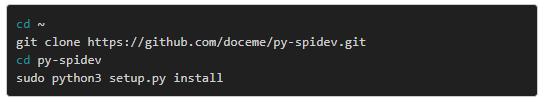 cd ~
git clone https://github.com/doceme/py-spidev.git
cd py-spidev
sudo python3 setup.py install